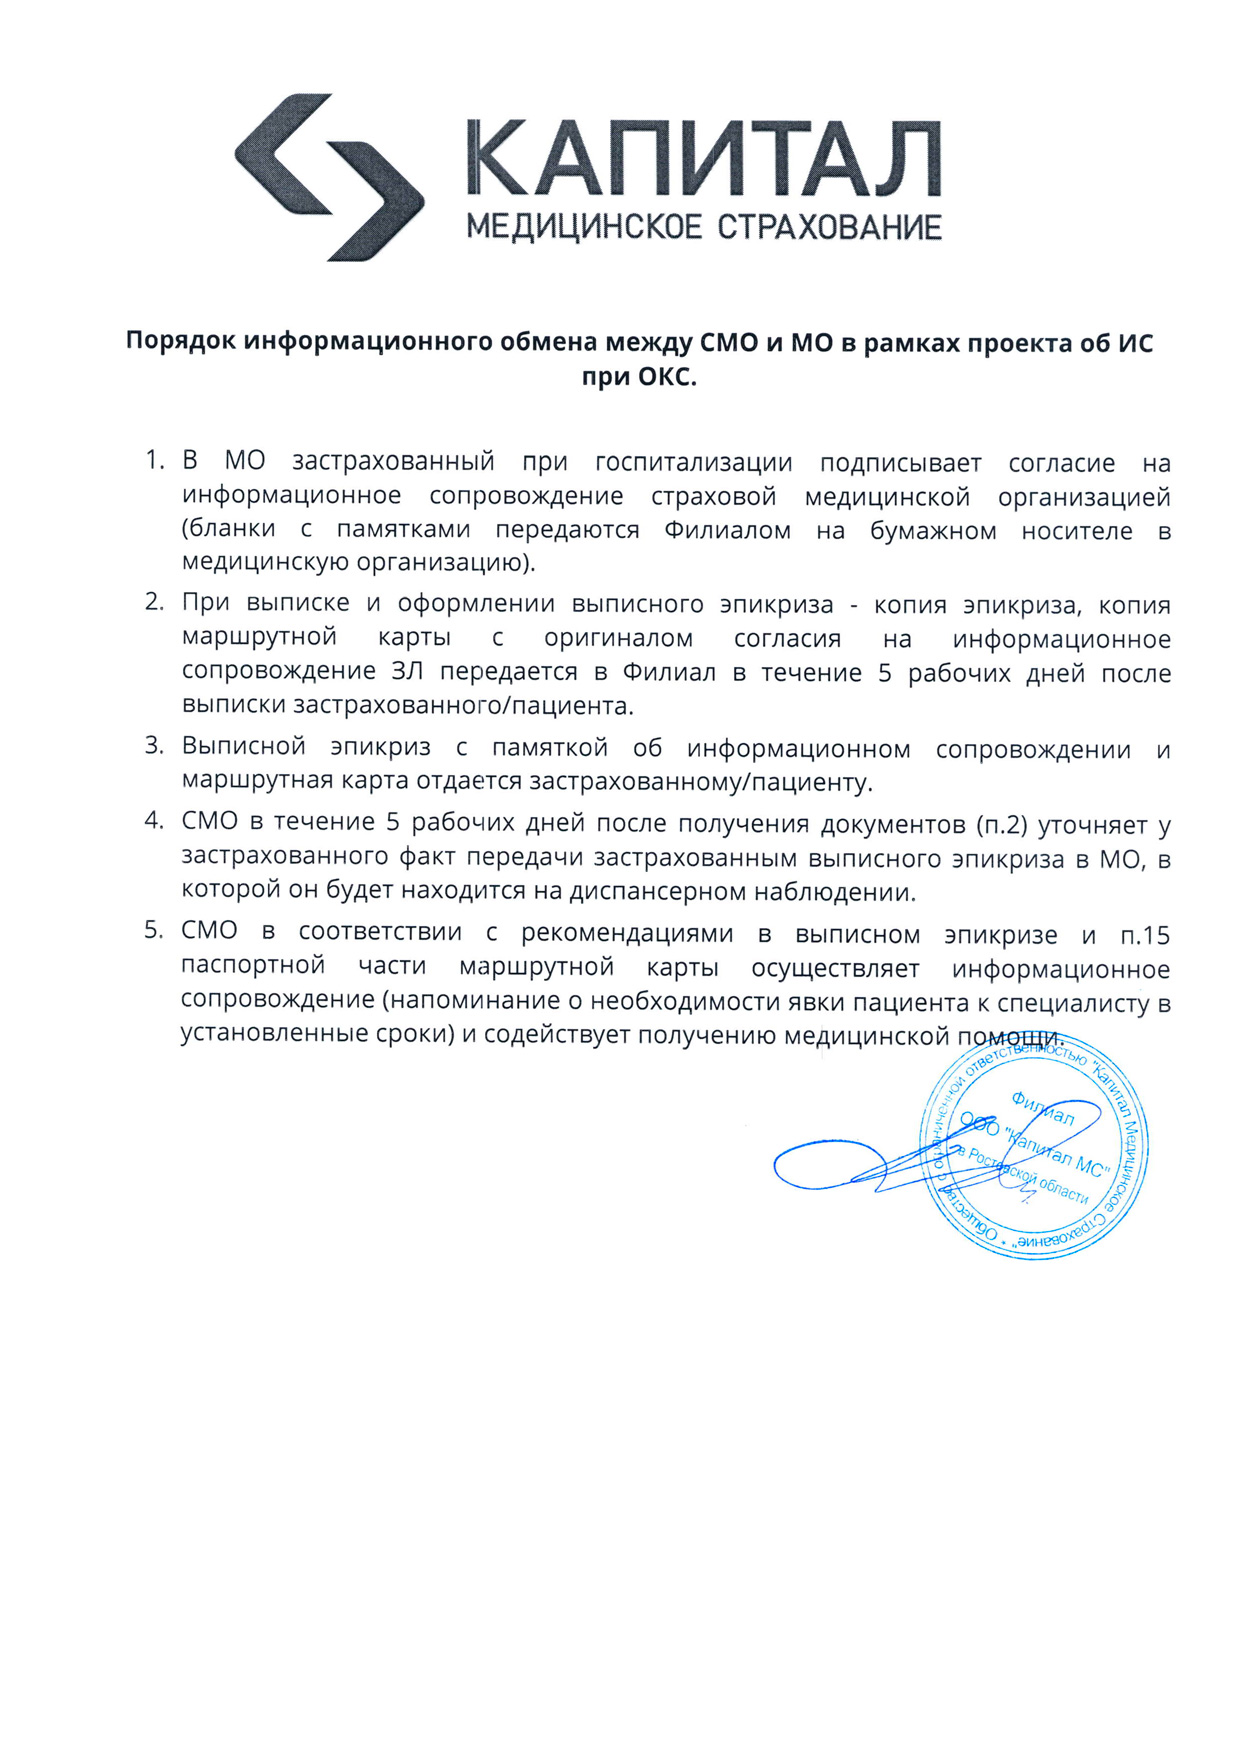 КАПИТАЛ
МЕДИЦИНСКОЕ СТРАХОВАНИЕ
Порядок информационного обмена между СМО и МО в рамках проекта об ИС
при ОКС.
1. В МО застрахованный при госпитализации подписывает согласие на
информационное сопровождение страховой медицинской организацией
(бланки с памятками передаются Филиалом на бумажном носителе в
медицинскую организацию).
2. При выписке и оформлении выписного эпикриза - копия эпикриза, копия
маршрутной карты с оригиналом согласия на информационное
сопровождение ЗЛ передается в Филиал в течение 5 рабочих дней после
выписки застрахованного/пациента.
3. Выписной эпикриз с памяткой об информационном сопровождении и
маршрутная карта отдается застрахованному/пациенту.
4. СМО в течение 5 рабочих дней после получения документов (п.2) уточняет у
застрахованного факт передачи застрахованным выписного эпикриза в МО, в
которой он будет находится на диспансерном наблюдении.
5. СМО в соответствии с рекомендациями в выписном эпикризе и п.15
паспортной части маршрутной карты осуществляет информационное
сопровождение (напоминание о необходимости явки пациента к специалисту в
установленные сроки) и содействует получению медицинской помощи.
Общество с ограниченной ответственностью "Капитал Медицинское Страхование" *
Филиал
ООО "Капитал МС"
в Ростовской области